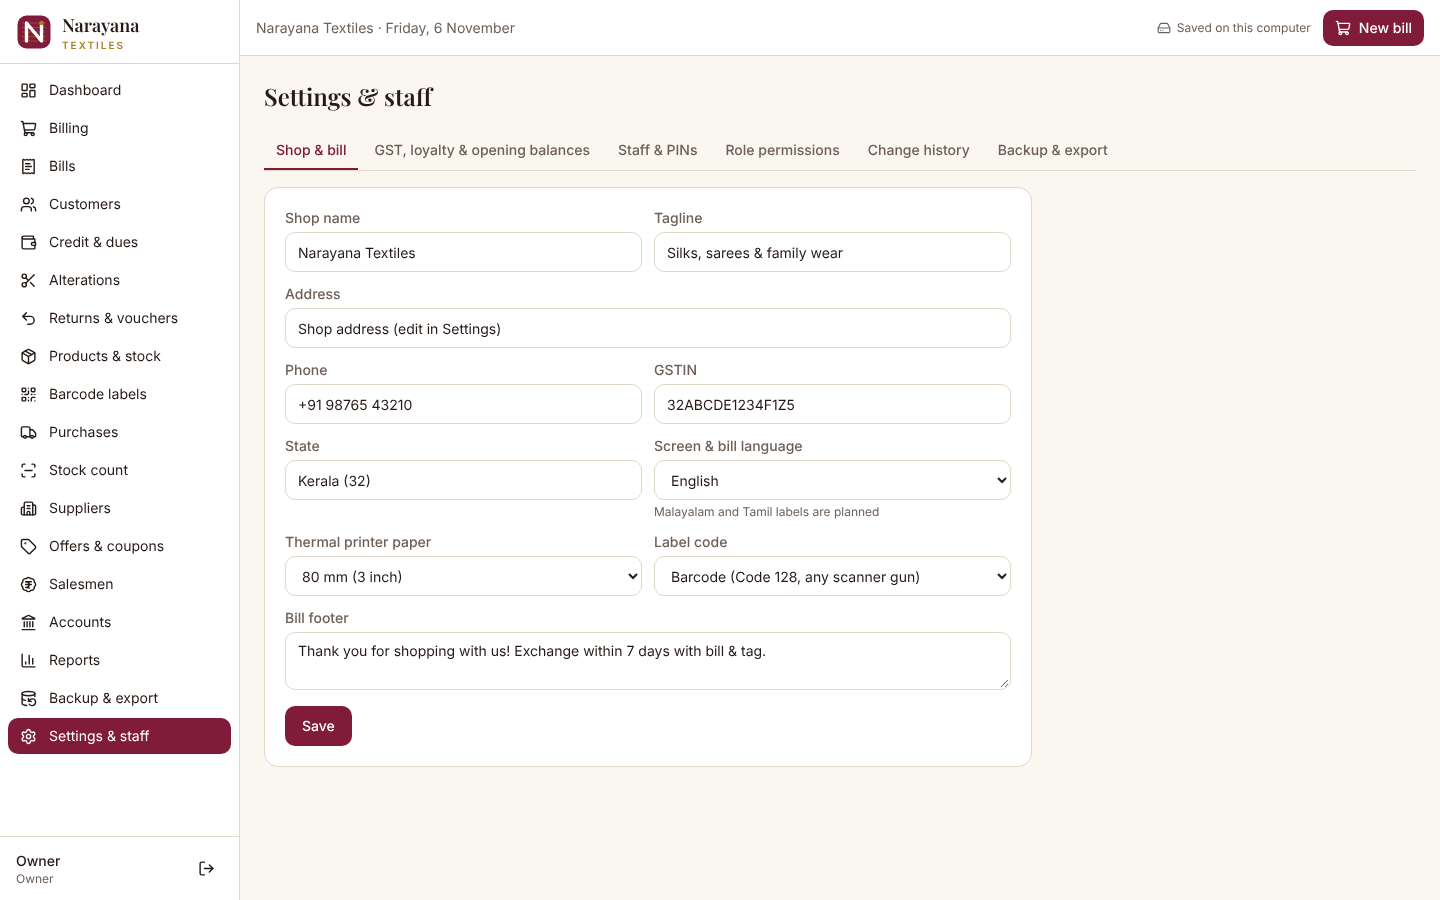 Narayana
TEXTILES
Narayana Textiles · Friday, 6 November
Saved on this computer
New bill
Dashboard
Billing
Bills
Customers
Credit & dues
Alterations
Returns & vouchers
Products & stock
Barcode labels
Purchases
Stock count
Suppliers
Offers & coupons
Salesmen
Accounts
Reports
Backup & export
Settings & staff
Owner
Owner
Settings & staff
Shop & bill
GST, loyalty & opening balances
Staff & PINs
Role permissions
Change history
Backup & export
Shop name
Narayana Textiles
Tagline
Silks, sarees & family wear
Address
Shop address (edit in Settings)
Phone
+91 98765 43210
GSTIN
32ABCDE1234F1Z5
State
Kerala (32)
Screen & bill language
English
Malayalam and Tamil labels are planned
Thermal printer paper
80 mm (3 inch)
Label code
Barcode (Code 128, any scanner gun)
Bill footer
Thank you for shopping with us! Exchange within 7 days with bill & tag.
Save